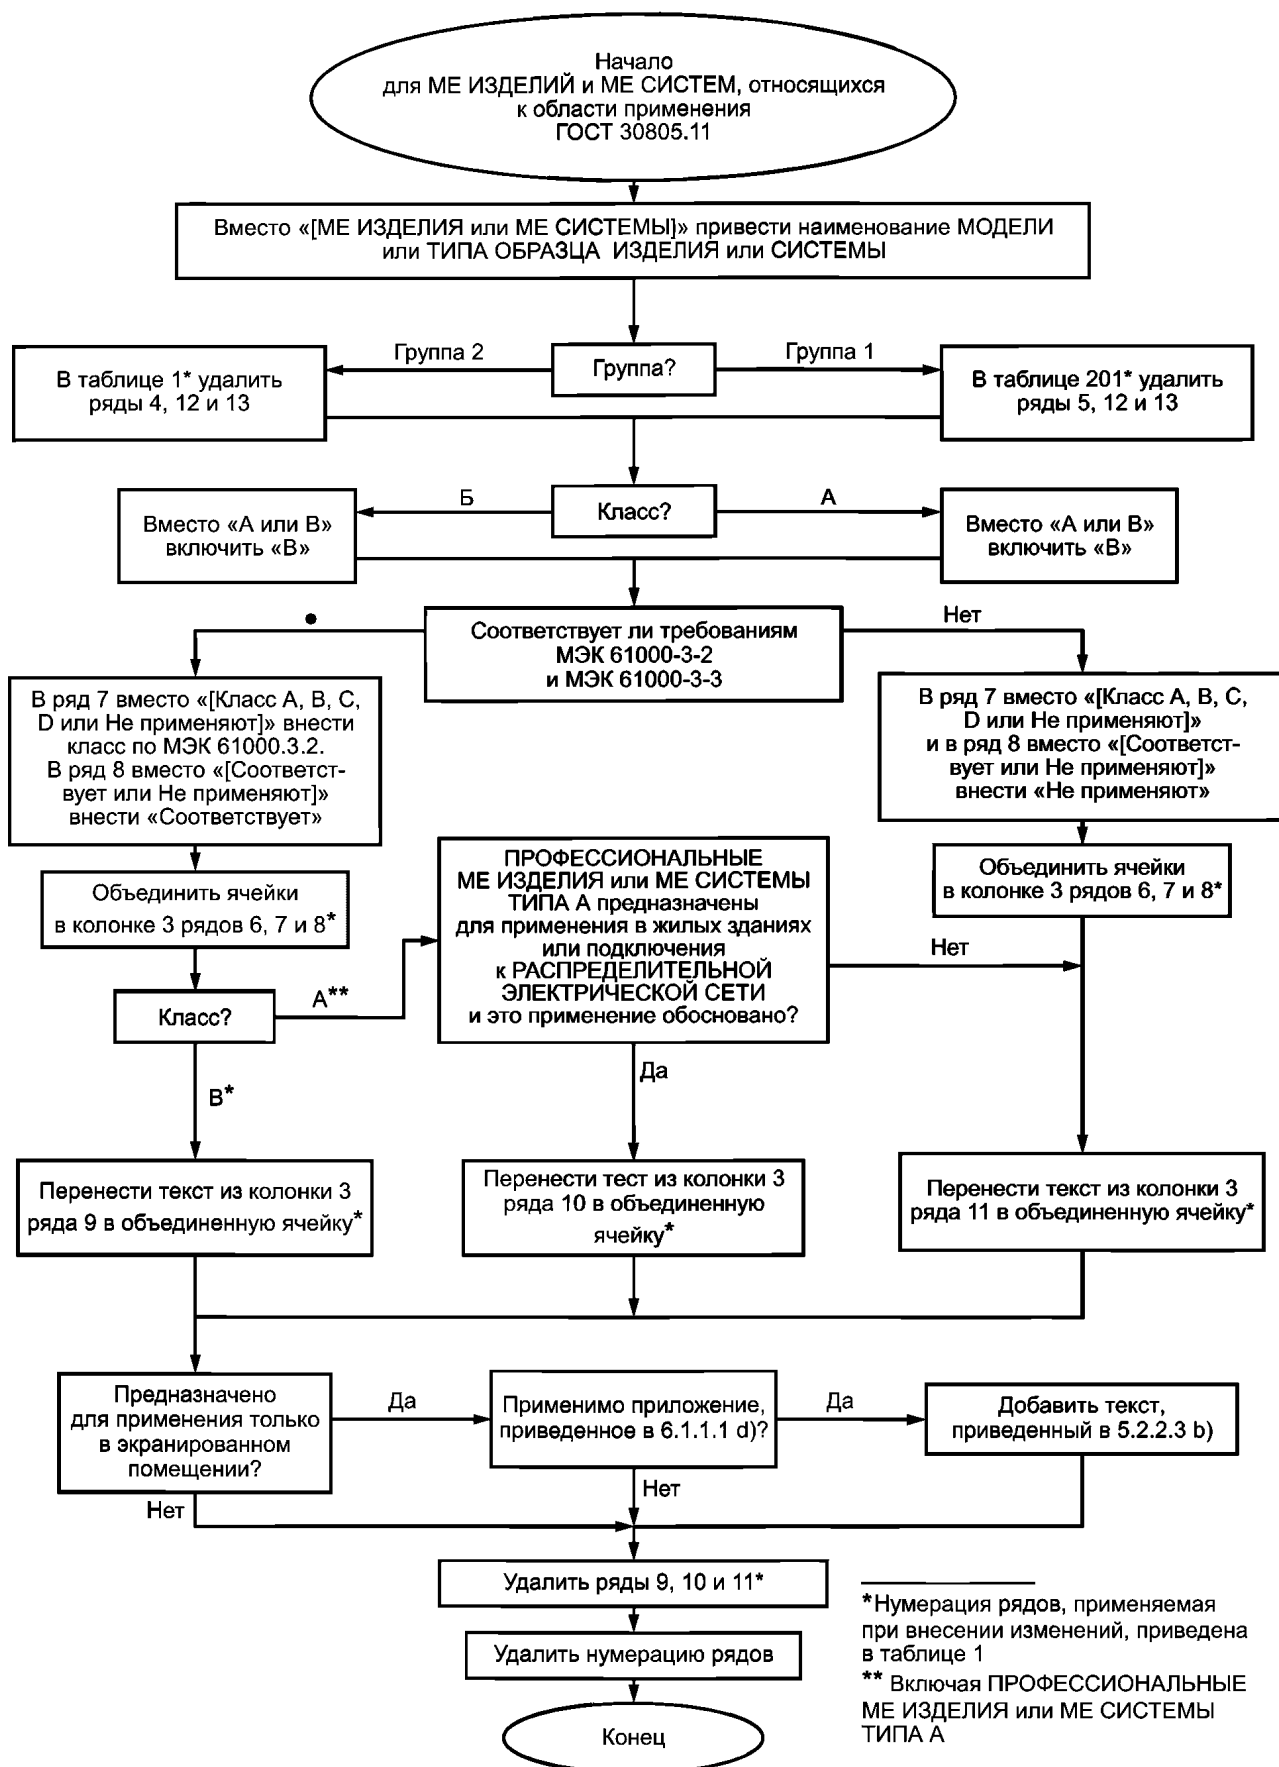 Начало
для МЕ ИЗДЕЛИЙ и МЕ СИСТЕМ, относящихся
к области применения
ГОСТ 30805.11
Вместо «[МЕ ИЗДЕЛИЯ или МЕ СИСТЕМЫ]» привести наименование МОДЕЛИ
или ТИПА ОБРАЗЦА ИЗДЕЛИЯ или СИСТЕМЫ
Группа 2
Группа?
Группа 1
В таблице 1* удалить
ряды 4, 12 и 13
В таблице 201* удалить
ряды 5, 12 и 13
Б
Класс?
А
Вместо «А или В»
включить «В»
Вместо «А или В»
включить «В»
Соответствует ли требованиям
МЭК 61000-3-2
и МЭК 61000-3-3
Нет
В ряд 7 вместо «[Класс А, В, С,
D или Не применяют]» внести
класс по МЭК 61000.3.2.
В ряд 8 вместо «[Соответст-
вует или Не применяют]»
внести «Соответствует»
В ряд 7 вместо «[Класс А, В, С,
D или Не применяют]»
и в ряд 8 вместо «[Соответст-
вует или Не применяют]»
внести «Не применяют»
Объединить ячейки
в колонке 3 рядов 6, 7 и 8*
ПРОФЕССИОНАЛЬНЫЕ
МЕ ИЗДЕЛИЯ или МЕ СИСТЕМЫ
ТИПА А предназначены
для применения в жилых зданиях
или подключения
к РАСПРЕДЕЛИТЕЛЬНОЙ
ЭЛЕКТРИЧЕСКОЙ СЕТИ
и это применение обосновано?
Объединить ячейки
в колонке 3 рядов 6, 7 и 8*
Нет
А**
Класс?
Да
В*
Перенести текст из колонки 3
ряда 9 в объединенную ячейку*
Перенести тест из колонки 3
ряда 10 в объединенную
ячейку*
Перенести текст из колонки 3
ряда 11 в объединенную ячейку*
Предназначено
для применения только
в экранированном
помещении?
Да
Применимо приложение,
приведенное в 6.1.1.1 d)?
Да
Добавить текст,
приведенный в 5.2.2.3 b)
Нет
Нет
Удалить ряды 9, 10 и 11*
Удалить нумерацию рядов
Конец
*Нумерация рядов, применяемая
при внесении изменений, приведена
в таблице 1
** Включая ПРОФЕССИОНАЛЬНЫЕ
МЕ ИЗДЕЛИЯ или МЕ СИСТЕМЫ
ТИПА А